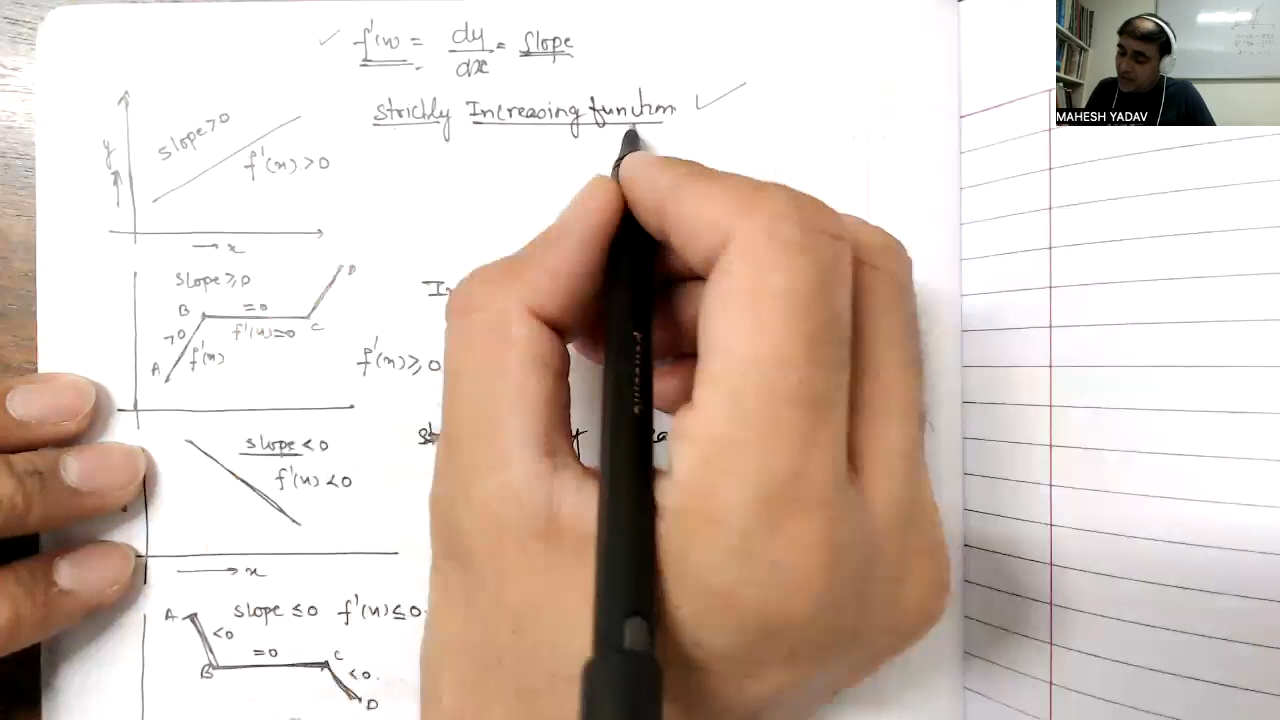 ✓ f'(x) = dy/dx = slope
strictly Increasing function ✓
slope>0
f'(x) >0
y
→ x
slope ≥ 0
D
B
=0
C
f'(x)=0
>0
f'(x)
A
f'(x) ≥ 0
slope < 0
f'(x) < 0
→ x
A
slope ≤ 0 f'(x) ≤ 0
<0
=0
C
B
<0
D
MAHESH YADAV